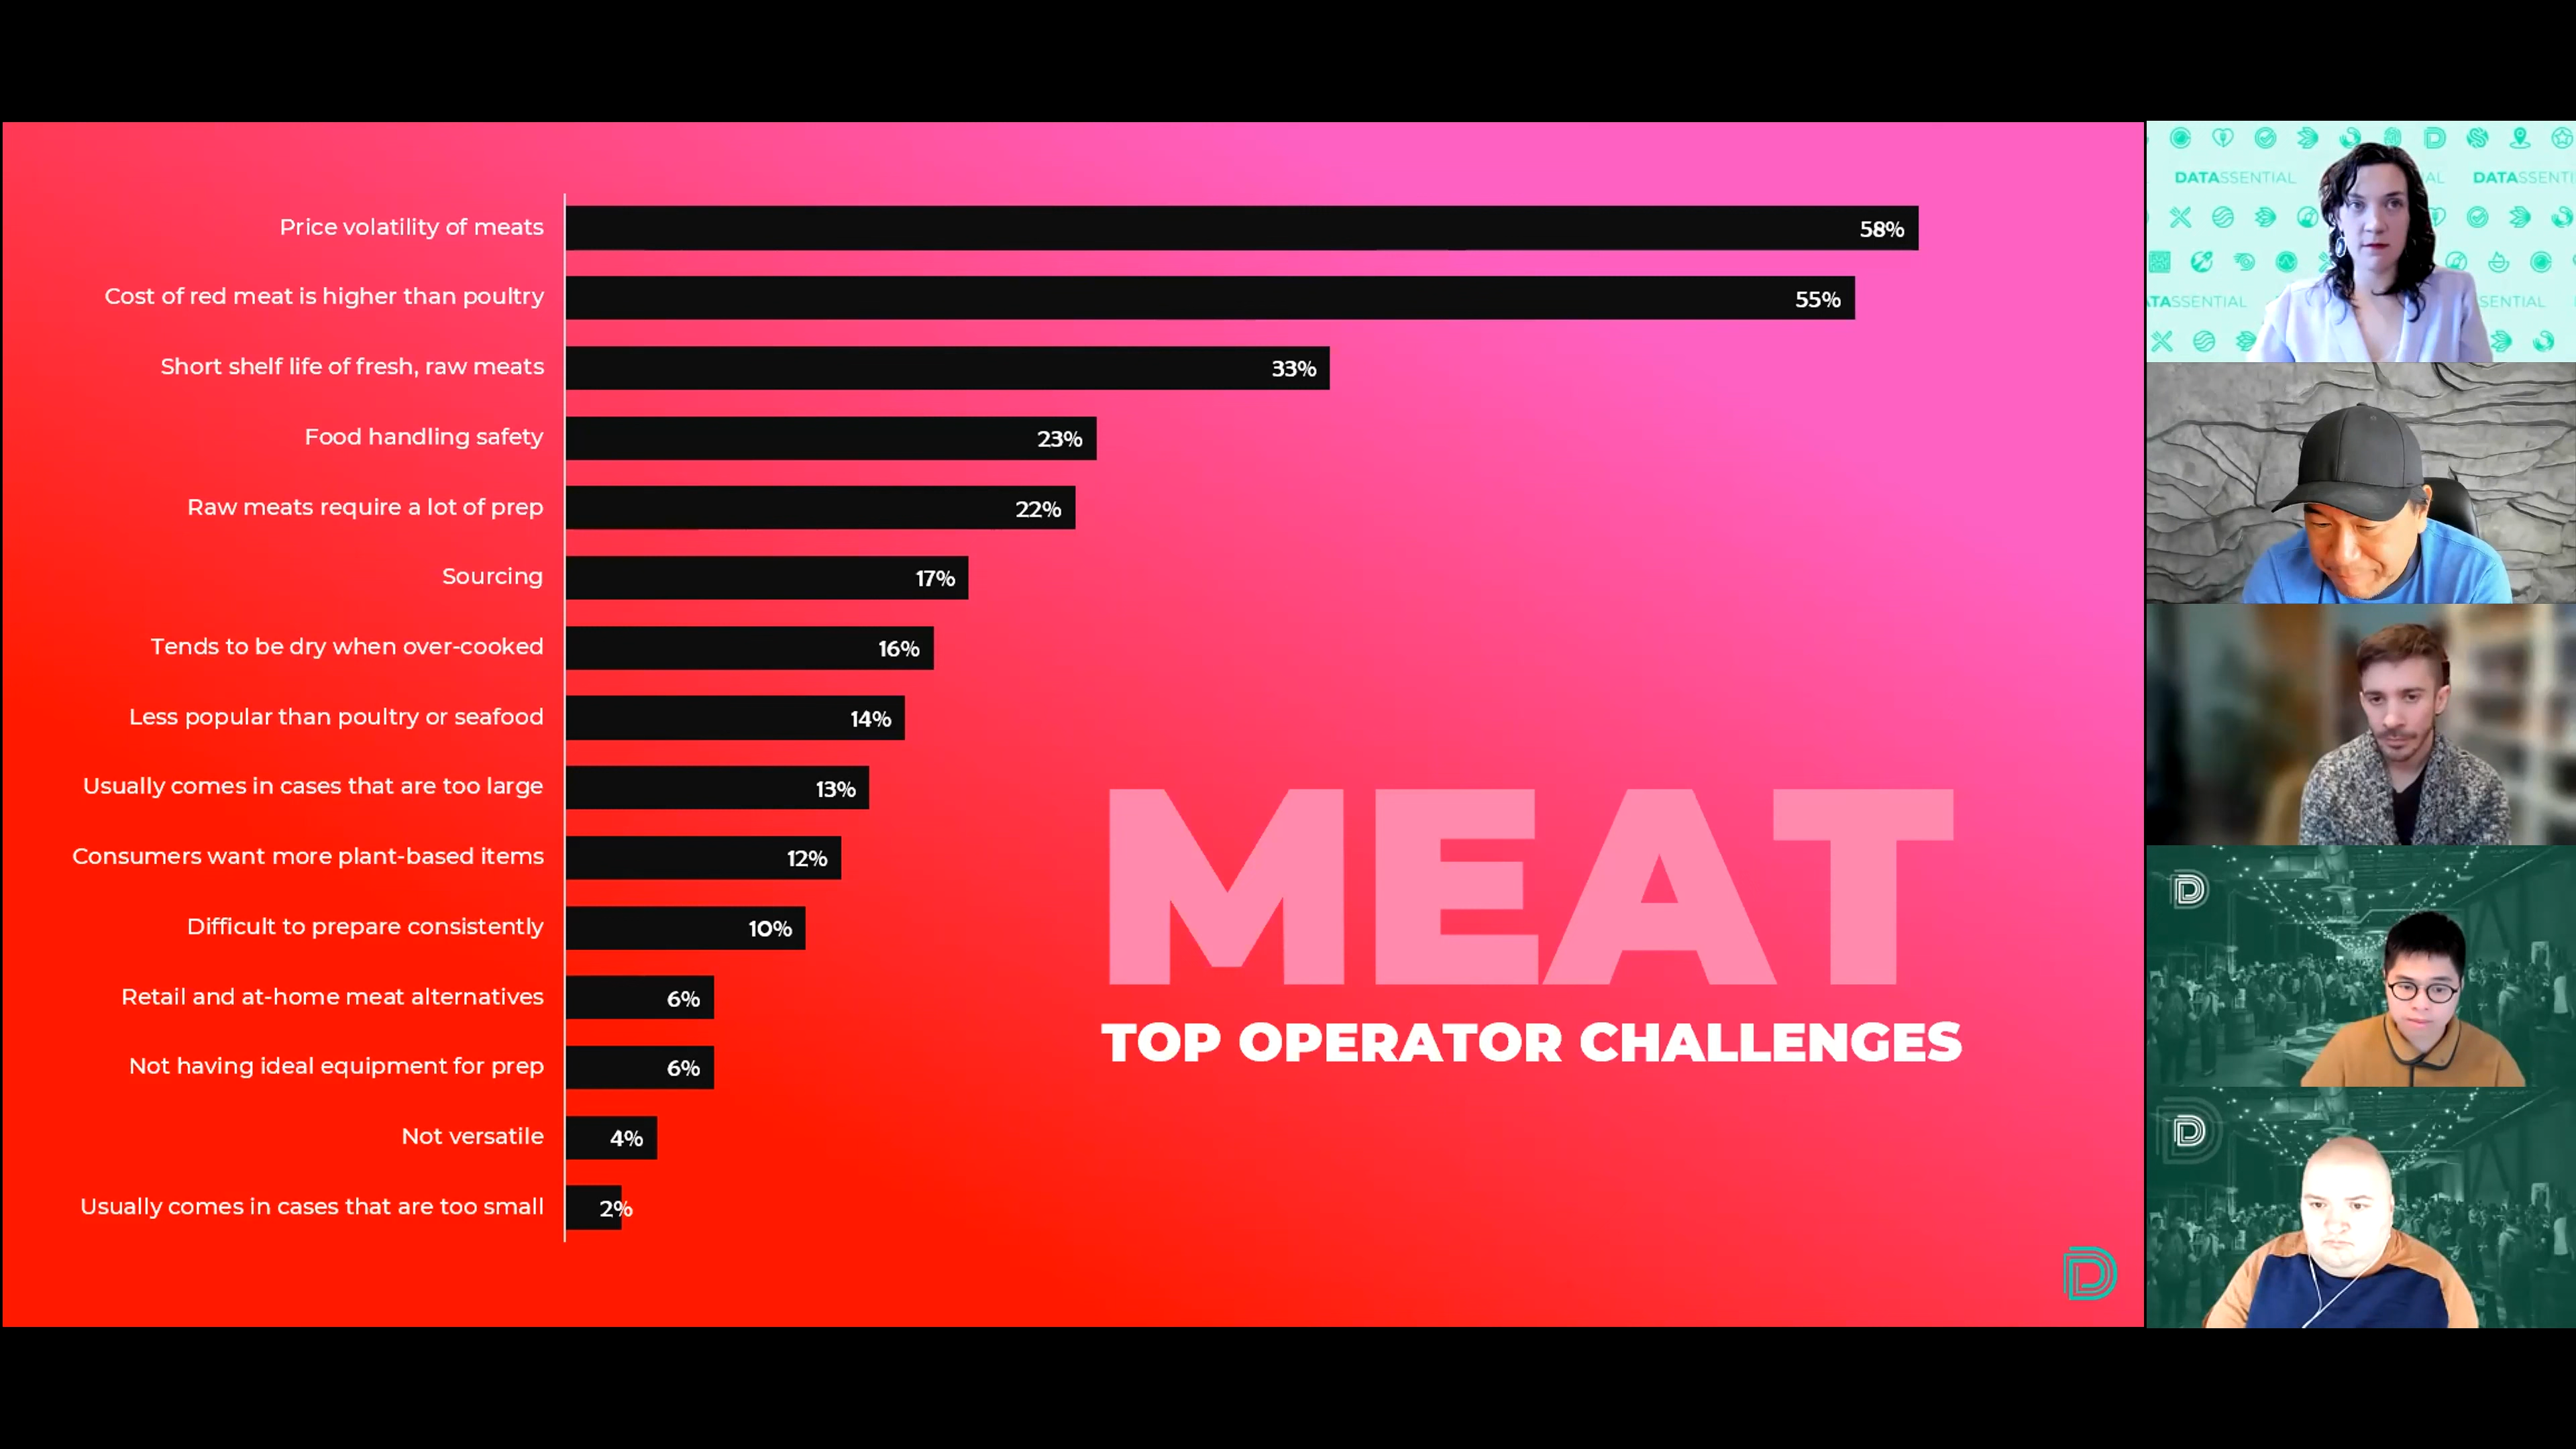 Price volatility of meats 58%
Cost of red meat is higher than poultry 55%
Short shelf life of fresh, raw meats 33%
Food handling safety 23%
Raw meats require a lot of prep 22%
Sourcing 17%
Tends to be dry when over-cooked 16%
Less popular than poultry or seafood 14%
Usually comes in cases that are too large 13%
Consumers want more plant-based items 12%
Difficult to prepare consistently 10%
Retail and at-home meat alternatives 6%
Not having ideal equipment for prep 6%
Not versatile 4%
Usually comes in cases that are too small 2%
MEAT
TOP OPERATOR CHALLENGES
DATASSENTIAL IAL DATASSENTI
TASSENTIAL SENTIAL